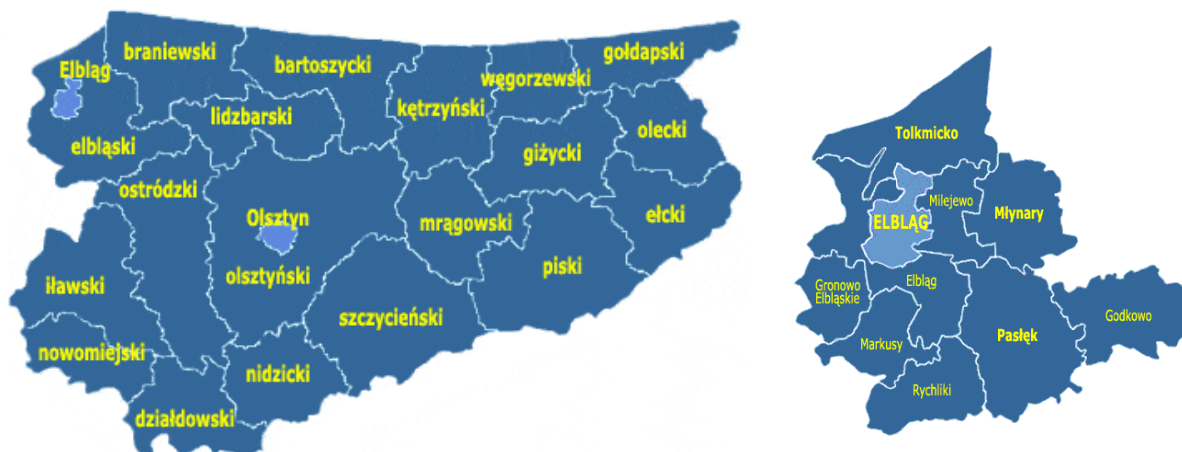 braniewski
gołdapski
Elbląg
bartoszycki
węgorzewski
kętrzyński
lidzbarski
olecki
elbląski
giżycki
ostródzki
Olsztyn
mrągowski
ełcki
olsztyński
piski
iławski
szczycieński
nowomiejski
nidzicki
działdowski
Tolkmicko
Milejewo
Młynary
ELBLĄG
Gronowo
Elbląskie
Elbląg
Godkowo
Pasłęk
Markusy
Rychliki